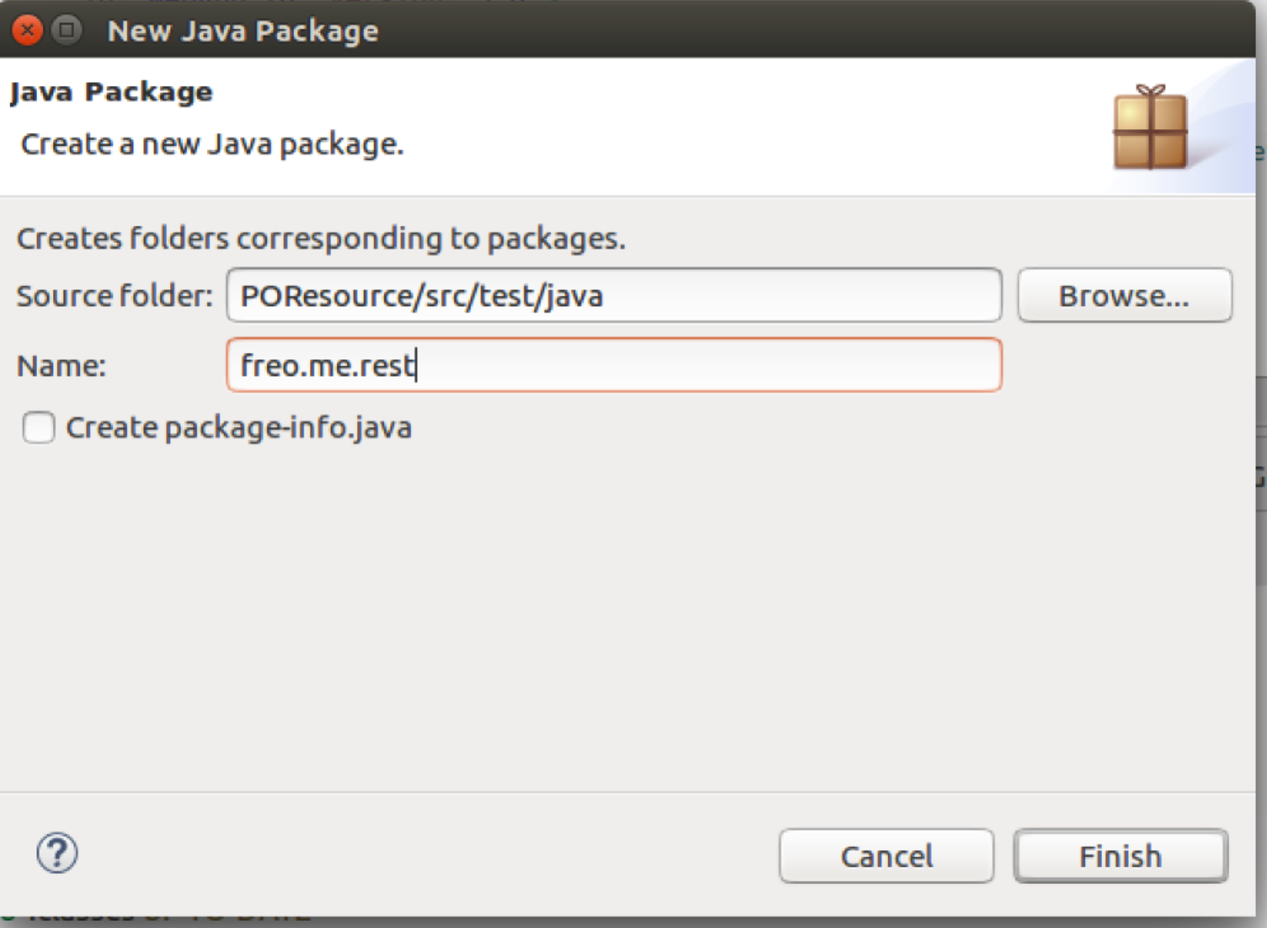 New Java Package
Java Package
Create a new Java package.
Creates folders corresponding to packages.
Source folder: POResource/src/test/java Browse...
Name: freo.me.rest
Create package-info.java
Cancel Finish